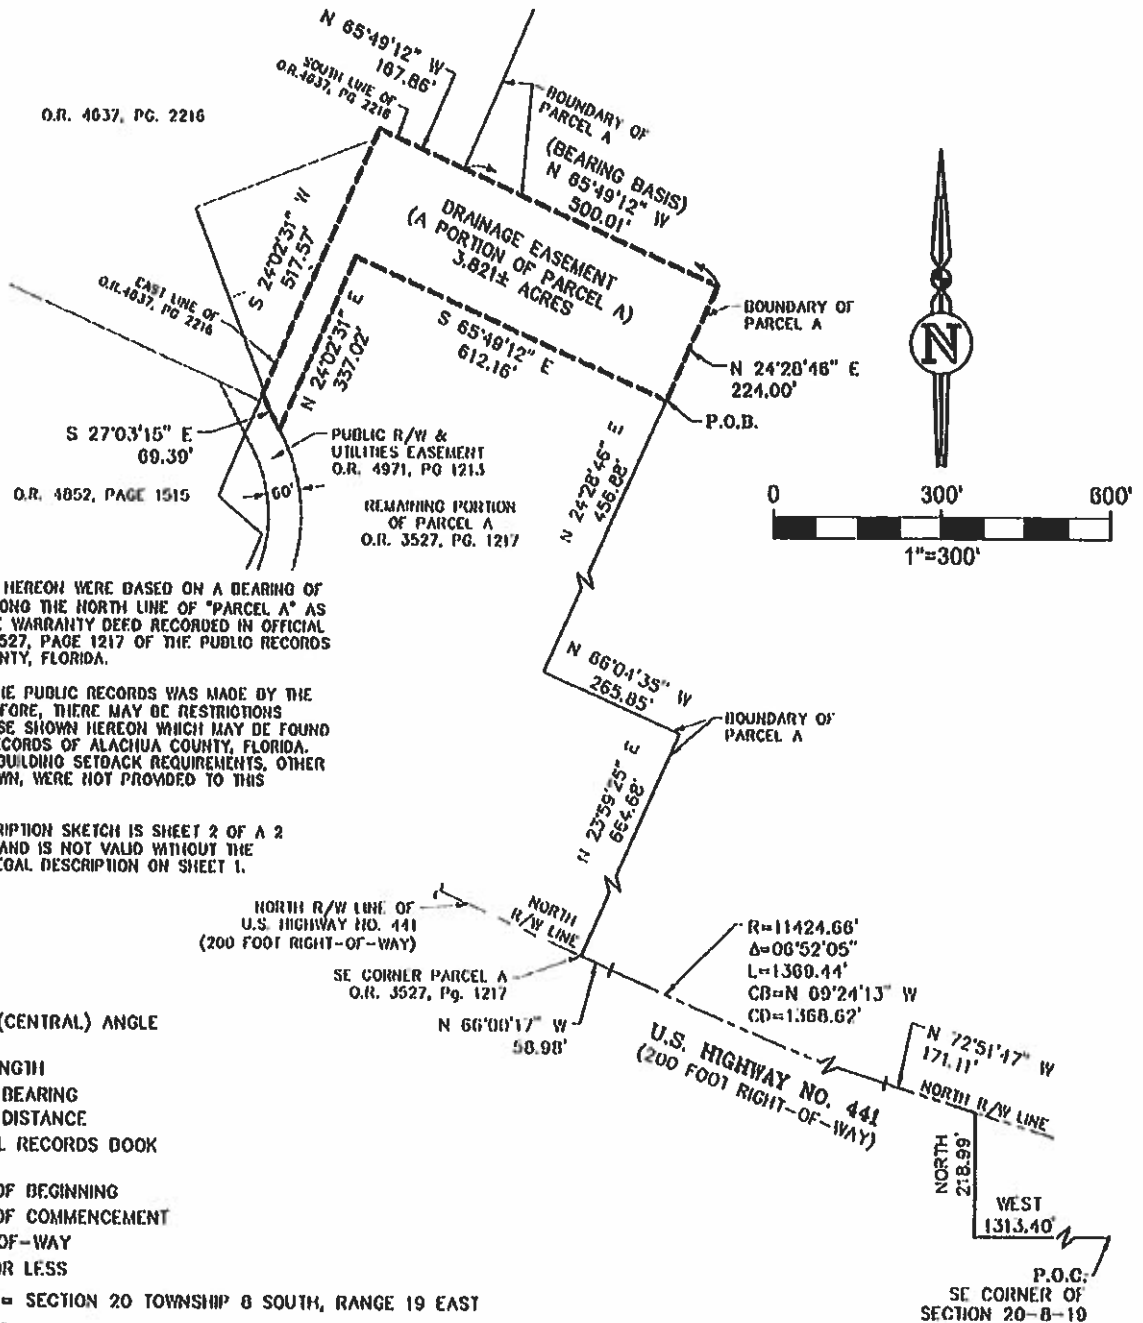 N 65°49'12" W
167.86'
SOUTH LINE OF
O.R.4637, PG 2216
O.R. 4637, PG. 2216
BOUNDARY OF
PARCEL A
(BEARING BASIS)
N 65°49'12" W
500.01'
DRAINAGE EASEMENT
(A PORTION OF PARCEL A)
3.821± ACRES
S 24°02'31" W
517.57'
EAST LINE OF
O.R.4637, PG 2216
N 24°02'31" E
337.02'
S 65°49'12" E
612.16'
BOUNDARY OF
PARCEL A
N 24°28'46" E
224.00'
P.O.B.
N
S 27°03'15" E
69.39'
PUBLIC R/W &
UTILITIES EASEMENT
O.R. 4971, PG 1213
O.R. 4852, PAGE 1515
60'
REMAINING PORTION
OF PARCEL A
O.R. 3527, PG. 1217
N 24°28'46" E
456.88'
0 300' 600'
1"=300'
HEREON WERE BASED ON A BEARING OF
ONG THE NORTH LINE OF "PARCEL A" AS
E WARRANTY DEED RECORDED IN OFFICIAL
527, PAGE 1217 OF THE PUBLIC RECORDS
NTY, FLORIDA.
HE PUBLIC RECORDS WAS MADE BY THE
FORE, THERE MAY BE RESTRICTIONS
SE SHOWN HEREON WHICH MAY BE FOUND
ECORDS OF ALACHUA COUNTY, FLORIDA.
BUILDING SETBACK REQUIREMENTS, OTHER
WN, WERE NOT PROVIDED TO THIS
RIPTION SKETCH IS SHEET 2 OF A 2
AND IS NOT VALID WITHOUT THE
EGAL DESCRIPTION ON SHEET 1.
N 66°04'35" W
265.85'
BOUNDARY OF
PARCEL A
N 23°59'25" E
664.68'
NORTH R/W LINE OF
U.S. HIGHWAY NO. 441
(200 FOOT RIGHT-OF-WAY)
NORTH
R/W LINE
SE CORNER PARCEL A
O.R. 3527, Pg. 1217
N 66°00'17" W
58.98'
R=11424.66'
Δ=06°52'05"
L=1369.44'
CB=N 69°24'13" W
CD=1368.62'
U.S. HIGHWAY NO. 441
(200 FOOT RIGHT-OF-WAY)
N 72°51'47" W
171.11'
NORTH R/W LINE
NORTH
218.99'
WEST
1313.40'
P.O.C.
SE CORNER OF
SECTION 20-8-19
(CENTRAL) ANGLE
NGTH
BEARING
DISTANCE
L RECORDS BOOK
OF BEGINNING
OF COMMENCEMENT
OF-WAY
OR LESS
= SECTION 20 TOWNSHIP 8 SOUTH, RANGE 19 EAST